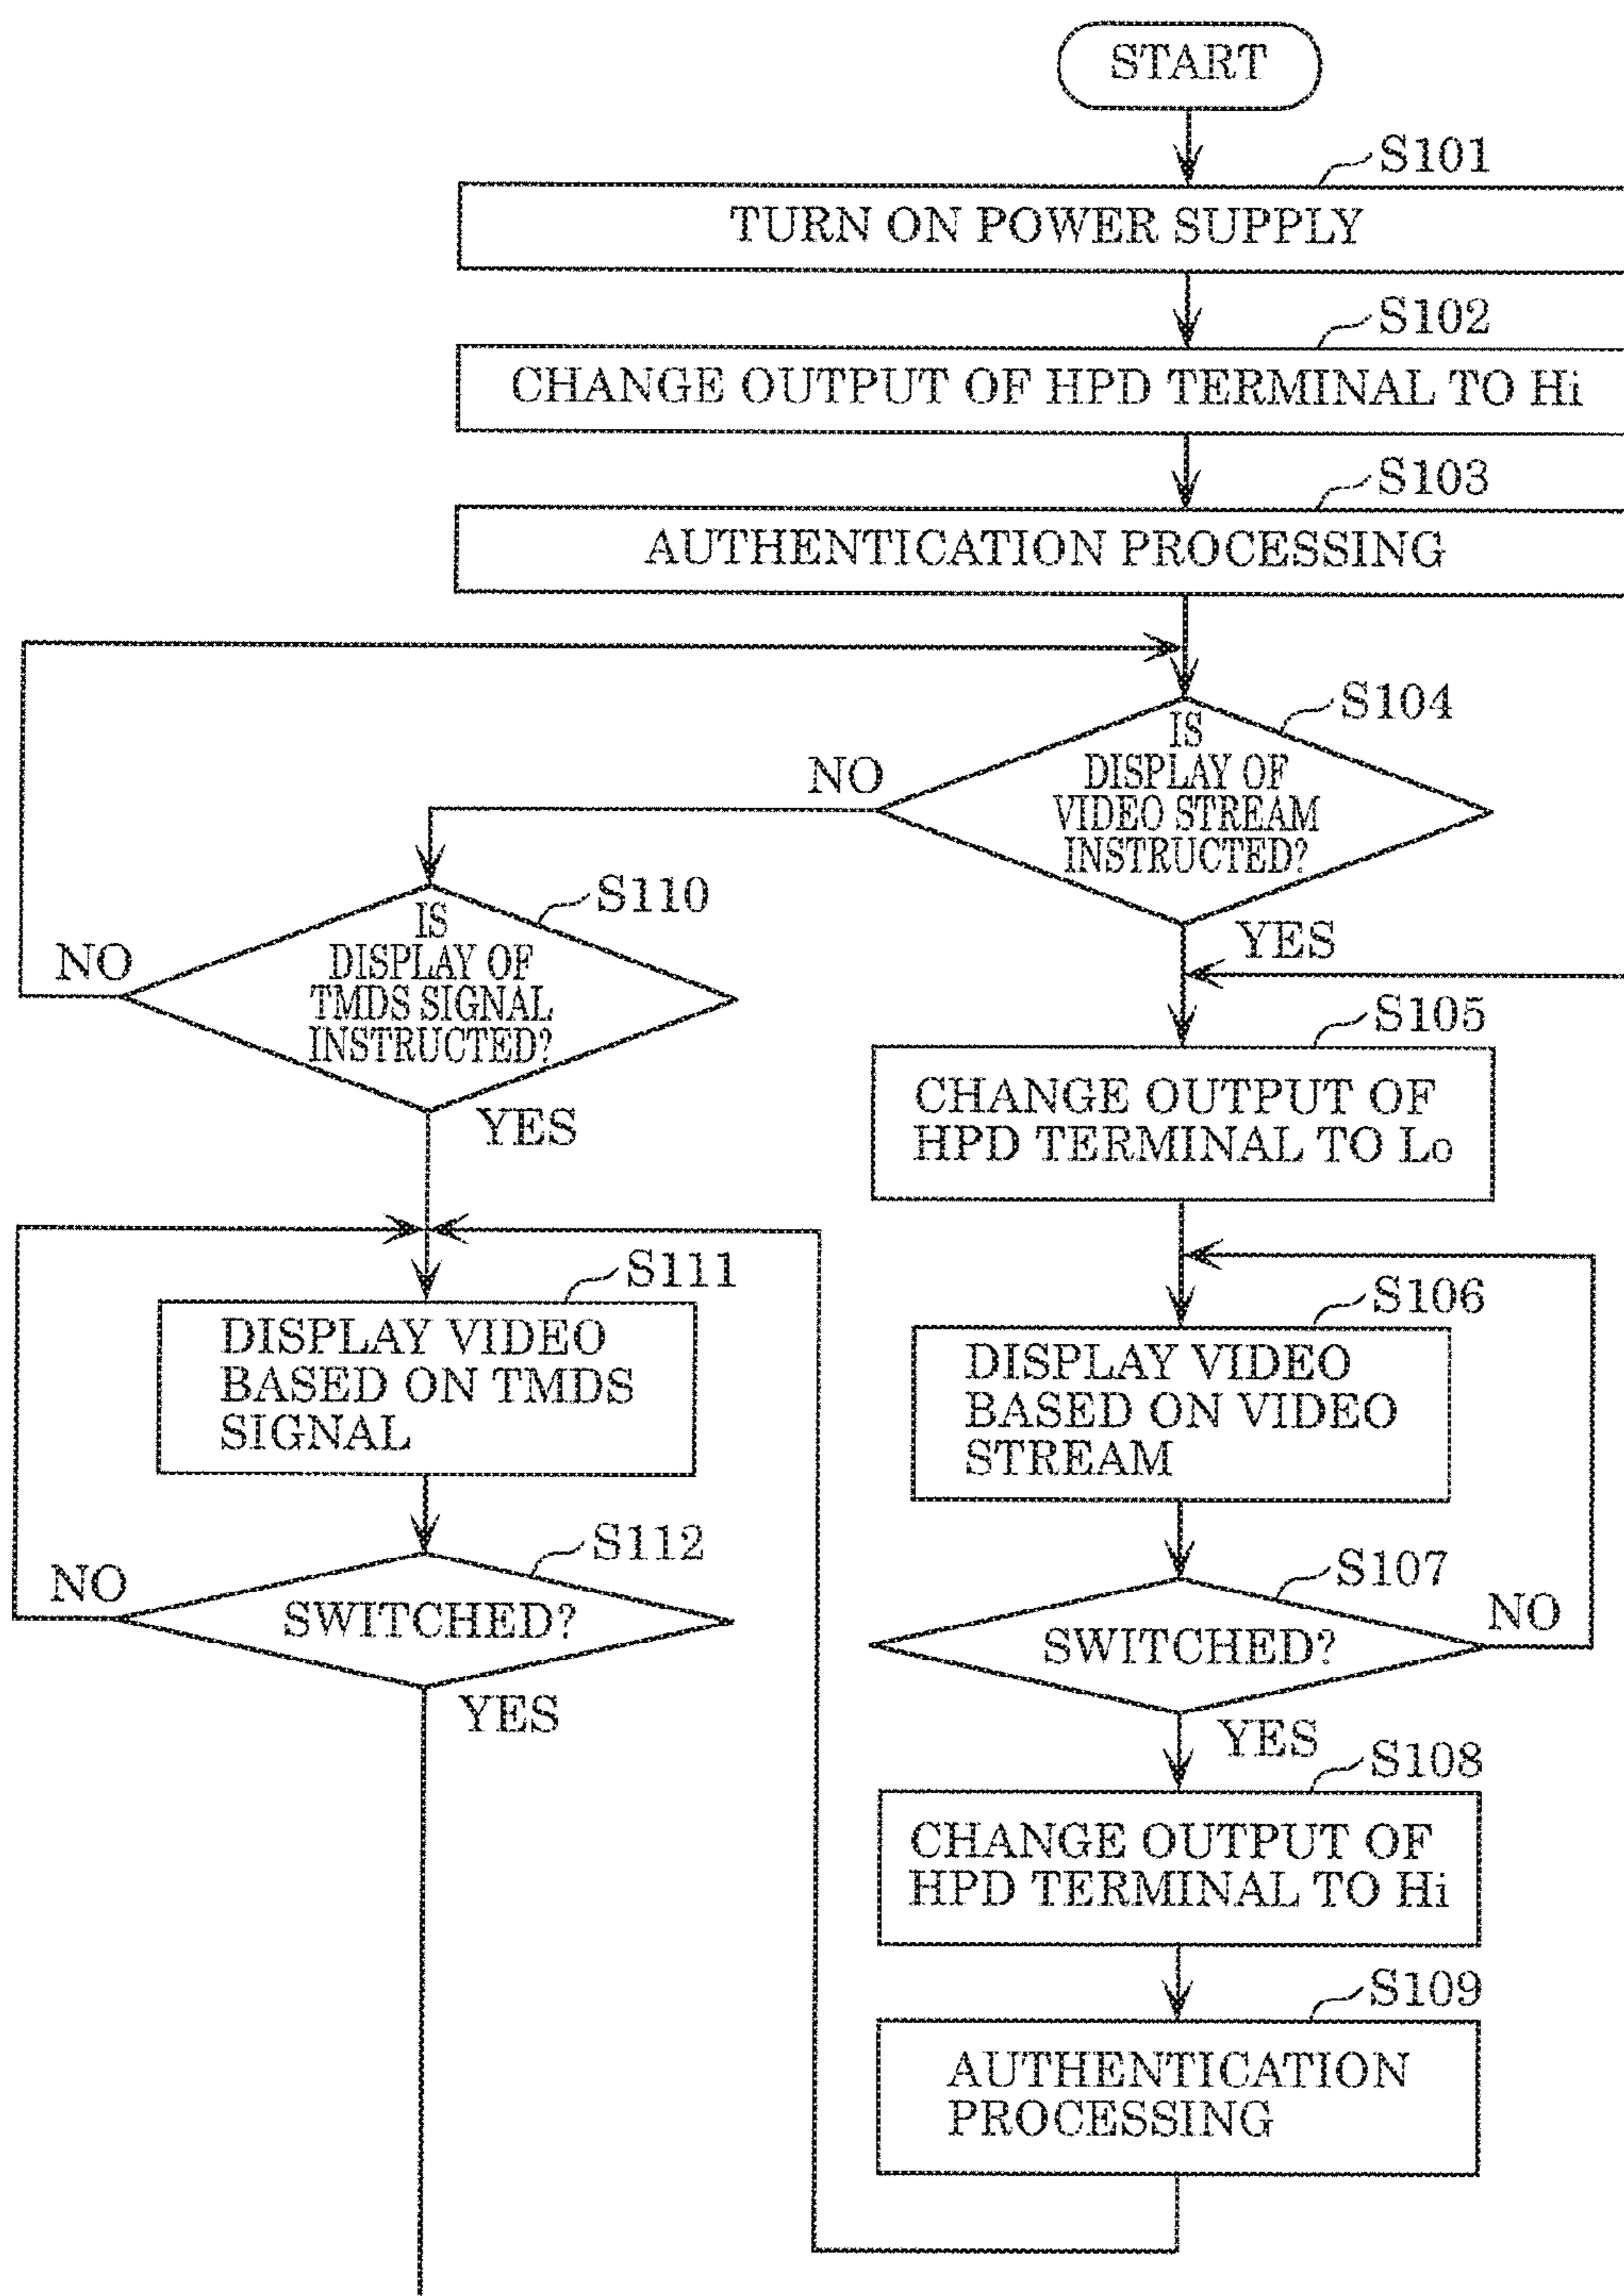 START
S101
TURN ON POWER SUPPLY
S102
CHANGE OUTPUT OF HPD TERMINAL TO Hi
S103
AUTHENTICATION PROCESSING
S104
IS
DISPLAY OF
VIDEO STREAM
INSTRUCTED?
NO
YES
S110
IS
DISPLAY OF
TMDS SIGNAL
INSTRUCTED?
NO
YES
S105
CHANGE OUTPUT OF
HPD TERMINAL TO Lo
S111
DISPLAY VIDEO
BASED ON TMDS
SIGNAL
S106
DISPLAY VIDEO
BASED ON VIDEO
STREAM
S112
SWITCHED?
NO
YES
S107
SWITCHED?
NO
YES
S108
CHANGE OUTPUT OF
HPD TERMINAL TO Hi
S109
AUTHENTICATION
PROCESSING